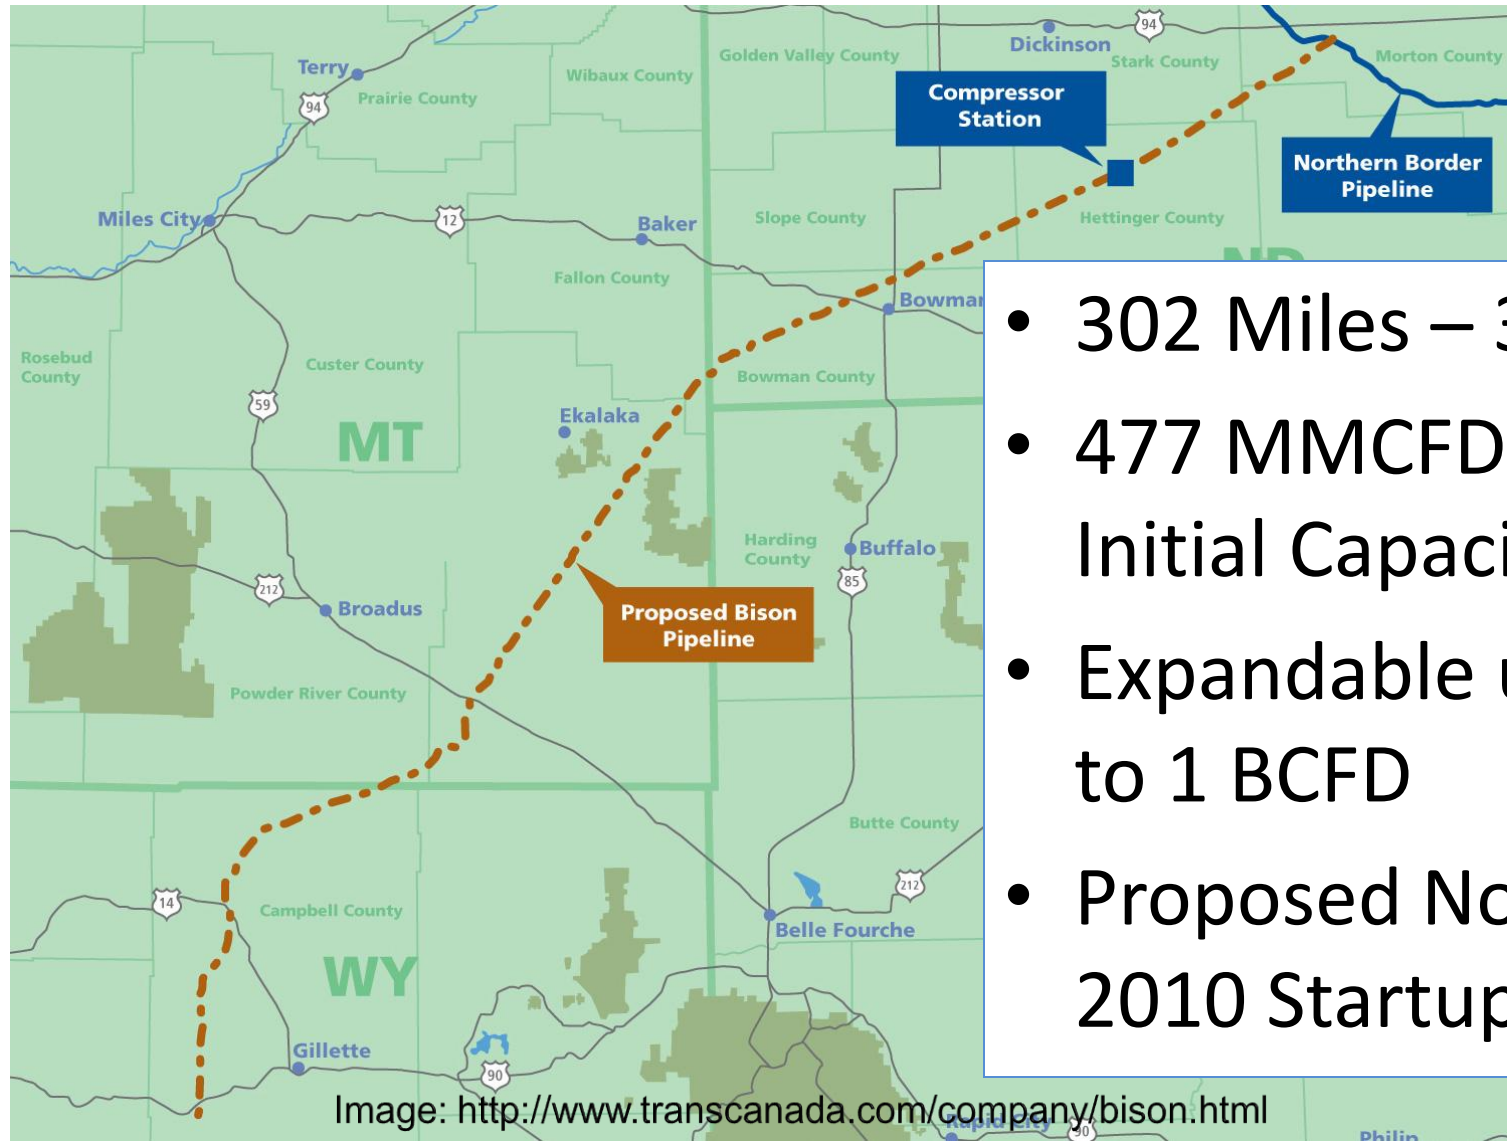 94
Dickinson
Golden Valley County
Stark County
Morton County
Terry
Wibaux County
Prairie County
94
Compressor
Station
Northern Border
Pipeline
Miles City
12
Baker
Slope County
Hettinger County
Fallon County
Bowman
• 302 Miles –
Rosebud
County
Custer County
Bowman County
59
Ekalaka
MT
• 477 MMCFD
Initial
Harding
County
Buffalo
85
212
Broadus
Proposed Bison
Pipeline
• Expandable
to 1 BCFD
Powder River County
Butte County
212
14
Campbell County
• Proposed
2010 Startup
Belle Fourche
WY
Gillette
90
Image: http://www.transcanada.com/company/bison.html
Rapid City
90
Philip